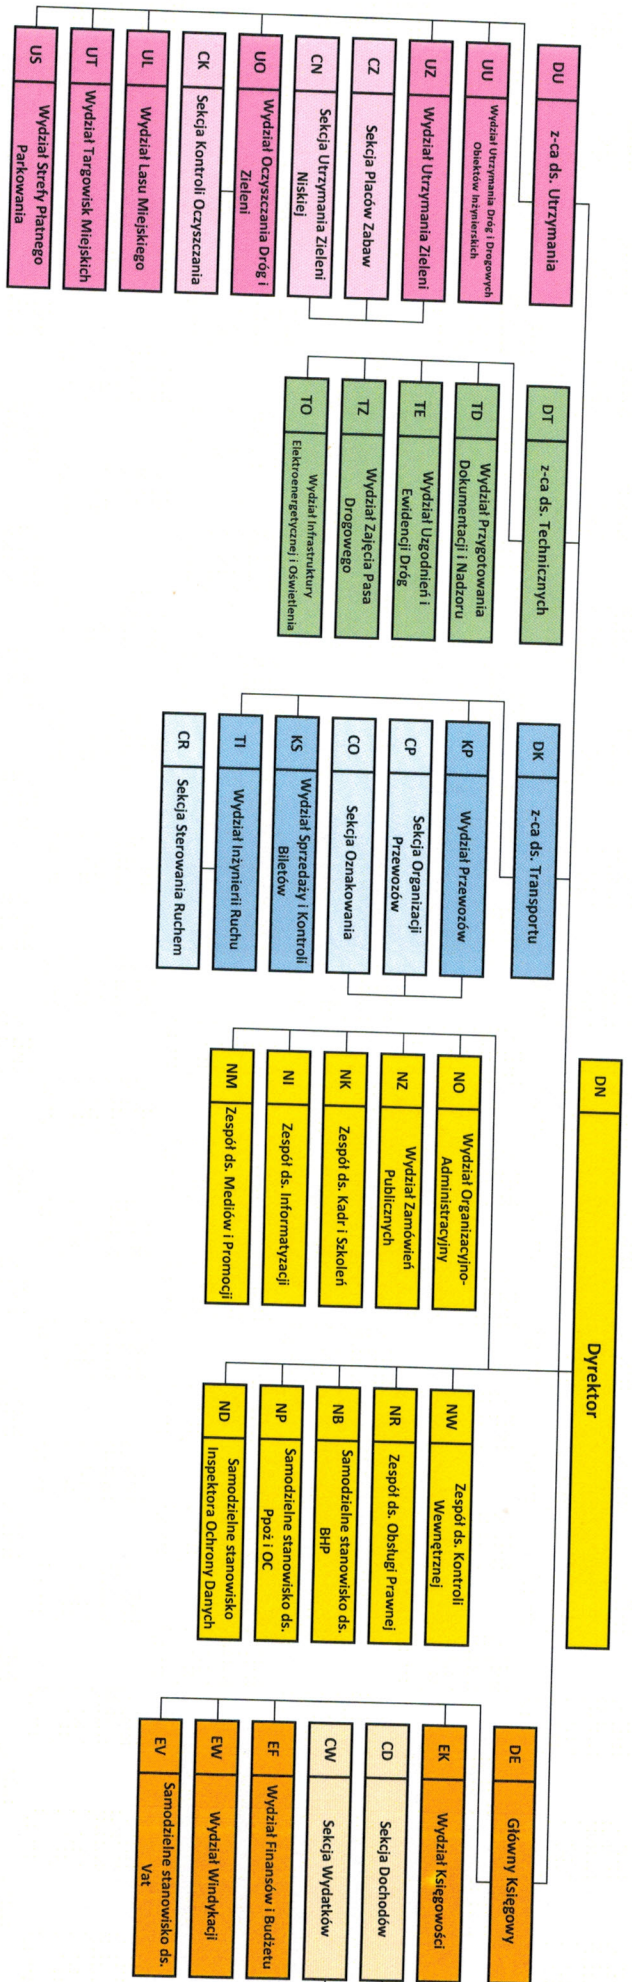 DN
Dyrektor
DU
z-ca ds. Utrzymania
UU
Wydział Utrzymania Dróg i Drogowych
Obiektów Inżynierskich
UZ
Wydział Utrzymania Zieleni
CZ
Sekcja Placów Zabaw
CN
Sekcja Utrzymania Zieleni
Niskiej
UO
Wydział Oczyszczania Dróg i
Zieleni
CK
Sekcja Kontroli Oczyszczania
UL
Wydział Lasu Miejskiego
UT
Wydział Targowisk Miejskich
US
Wydział Strefy Płatnego
Parkowania
DT
z-ca ds. Technicznych
TD
Wydział Przygotowania
Dokumentacji i Nadzoru
TE
Wydział Uzgodnień i
Ewidencji Dróg
TZ
Wydział Zajęcia Pasa
Drogowego
TO
Wydział Infrastruktury
Elektroenergetycznej i Oświetlenia
DK
z-ca ds. Transportu
KP
Wydział Przewozów
CP
Sekcja Organizacji
Przewozów
CO
Sekcja Oznakowania
KS
Wydział Sprzedaży i Kontroli
Biletów
TI
Wydział Inżynierii Ruchu
CR
Sekcja Sterowania Ruchem
NO
Wydział Organizacyjno-
Administracyjny
NZ
Wydział Zamówień
Publicznych
NK
Zespół ds. Kadr i Szkoleń
NI
Zespół ds. Informatyzacji
NM
Zespół ds. Mediów i Promocji
NW
Zespół ds. Kontroli
Wewnętrznej
NR
Zespół ds. Obsługi Prawnej
NB
Samodzielne stanowisko ds.
BHP
NP
Samodzielne stanowisko ds.
Ppoż i OC
ND
Samodzielne stanowisko
Inspektora Ochrony Danych
DE
Główny Księgowy
EK
Wydział Księgowości
CD
Sekcja Dochodów
CW
Sekcja Wydatków
EF
Wydział Finansów i Budżetu
EW
Wydział Windykacji
EV
Samodzielne stanowisko ds.
Vat